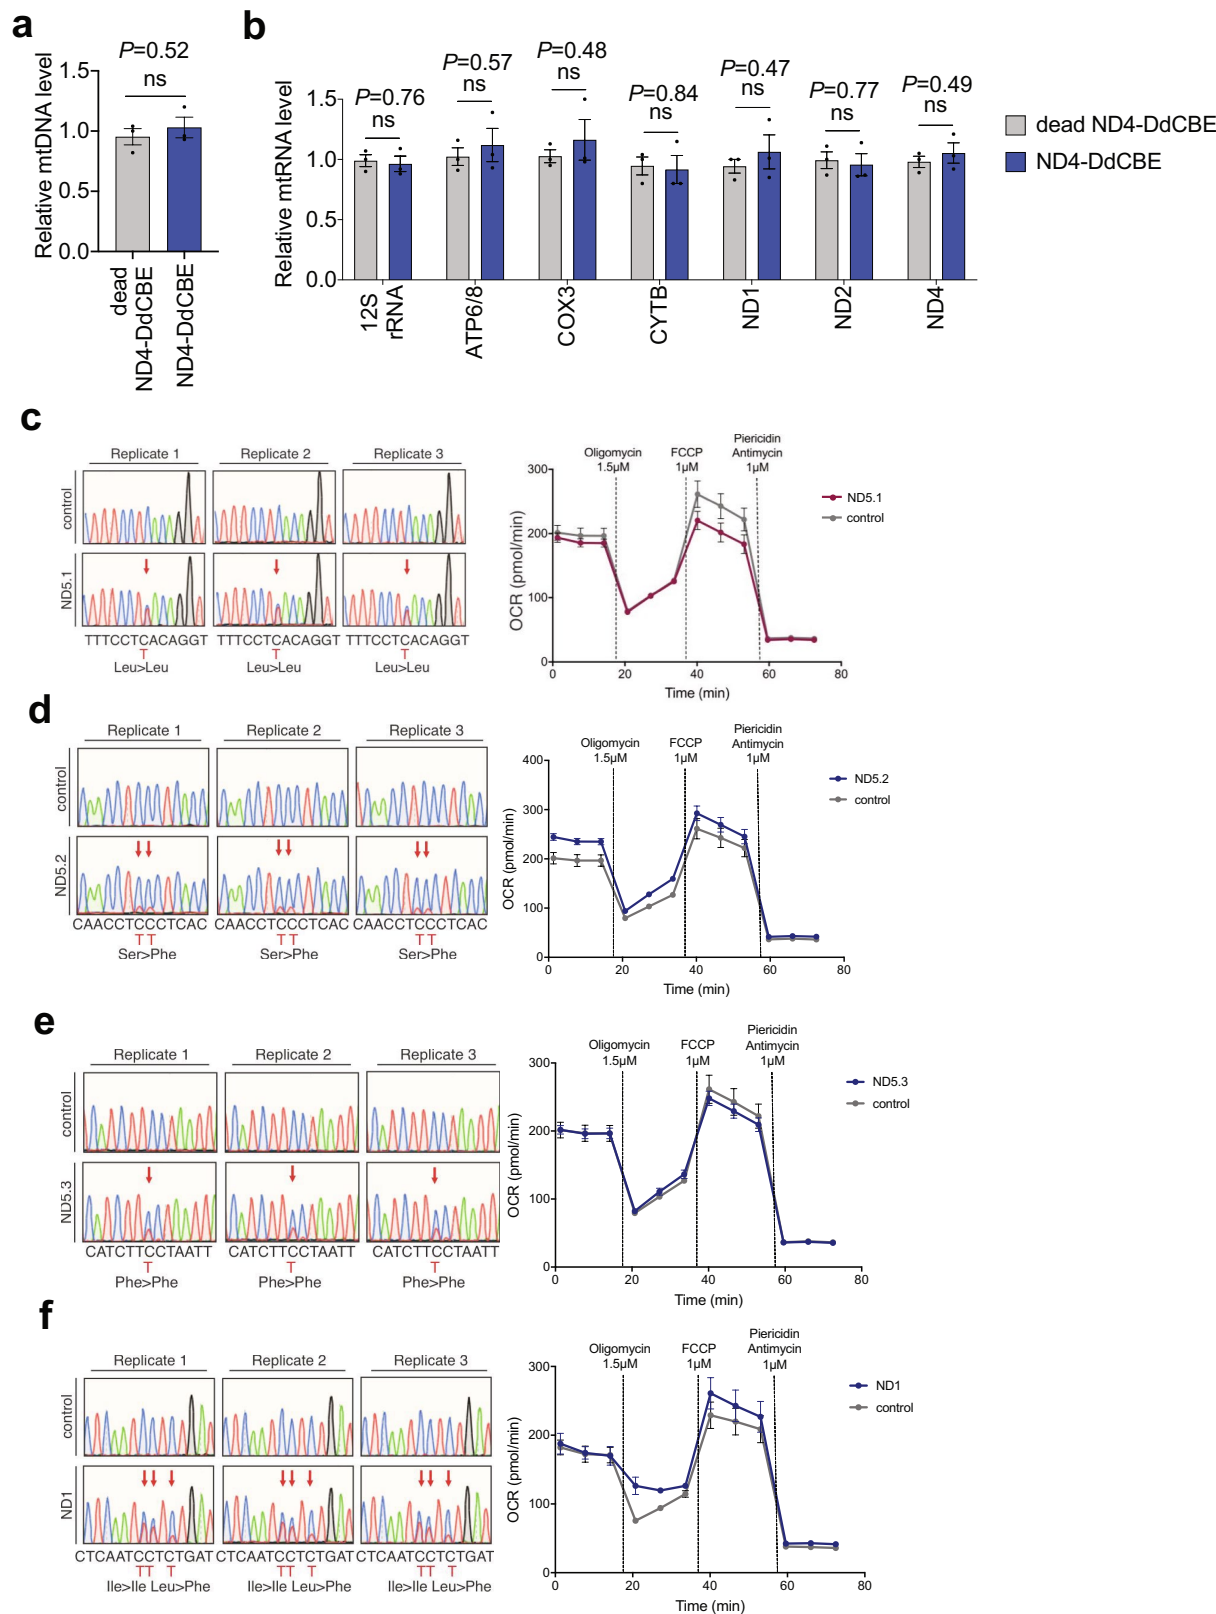 a
P=0.52
ns
Relative mtDNA level
1.5
1.0
0.5
0.0
dead
ND4-DdCBE
ND4-DdCBE
b
P=0.76
ns
P=0.57
ns
P=0.48
ns
P=0.84
ns
P=0.47
ns
P=0.77
ns
P=0.49
ns
Relative mtRNA level
1.5
1.0
0.5
0.0
12S
rRNA
ATP6/8
COX3
CYTB
ND1
ND2
ND4
dead ND4-DdCBE
ND4-DdCBE
c
Replicate 1 Replicate 2 Replicate 3
control
ND5.1
TTTCCTCACAGGT TTTCCTCACAGGT TTTCCTCACAGGT
T T T
Leu>Leu Leu>Leu Leu>Leu
Oligomycin
1.5µM
FCCP
1µM
Piericidin
Antimycin
1µM
OCR (pmol/min)
300
200
100
0
0 20 40 60 80
Time (min)
ND5.1
control
d
Replicate 1 Replicate 2 Replicate 3
control
ND5.2
CAACCTCCCTCAC CAACCTCCCTCAC CAACCTCCCTCAC
TT TT TT
Ser>Phe Ser>Phe Ser>Phe
Oligomycin
1.5µM
FCCP
1µM
Piericidin
Antimycin
1µM
OCR (pmol/min)
400
300
200
100
0
0 20 40 60 80
Time (min)
ND5.2
control
e
Replicate 1 Replicate 2 Replicate 3
control
ND5.3
CATCTTCCTAATT CATCTTCCTAATT CATCTTCCTAATT
T T T
Phe>Phe Phe>Phe Phe>Phe
Oligomycin
1.5µM
FCCP
1µM
Piericidin
Antimycin
1µM
OCR (pmol/min)
300
200
100
0
0 20 40 60 80
Time (min)
ND5.3
control
f
Replicate 1 Replicate 2 Replicate 3
control
ND1
CTCAATCCTCTGAT CTCAATCCTCTGAT CTCAATCCTCTGAT
TT T TT T TT T
Ile>Ile Leu>Phe Ile>Ile Leu>Phe Ile>Ile Leu>Phe
Oligomycin
1.5µM
FCCP
1µM
Piericidin
Antimycin
1µM
OCR (pmol/min)
300
200
100
0
0 20 40 60 80
Time (min)
ND1
control